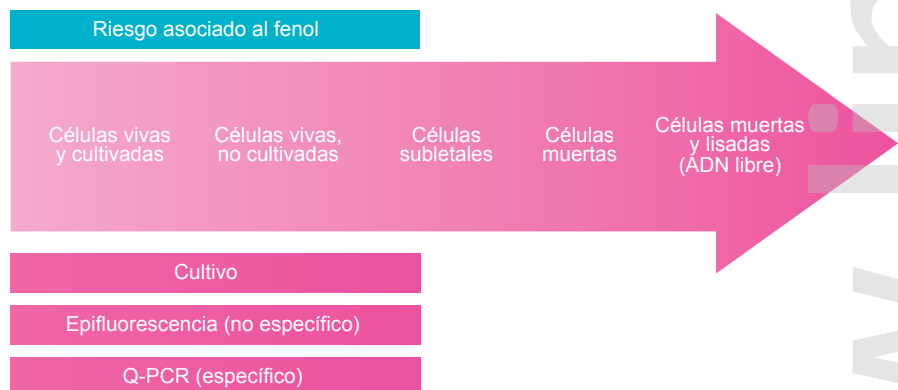 Riesgo asociado al fenol
Células vivas
y cultivadas
Células vivas,
no cultivadas
Células
subletales
Células
muertas
Células muertas
y lisadas
(ADN libre)
Cultivo
Epifluorescencia (no específico)
Q-PCR (específico)